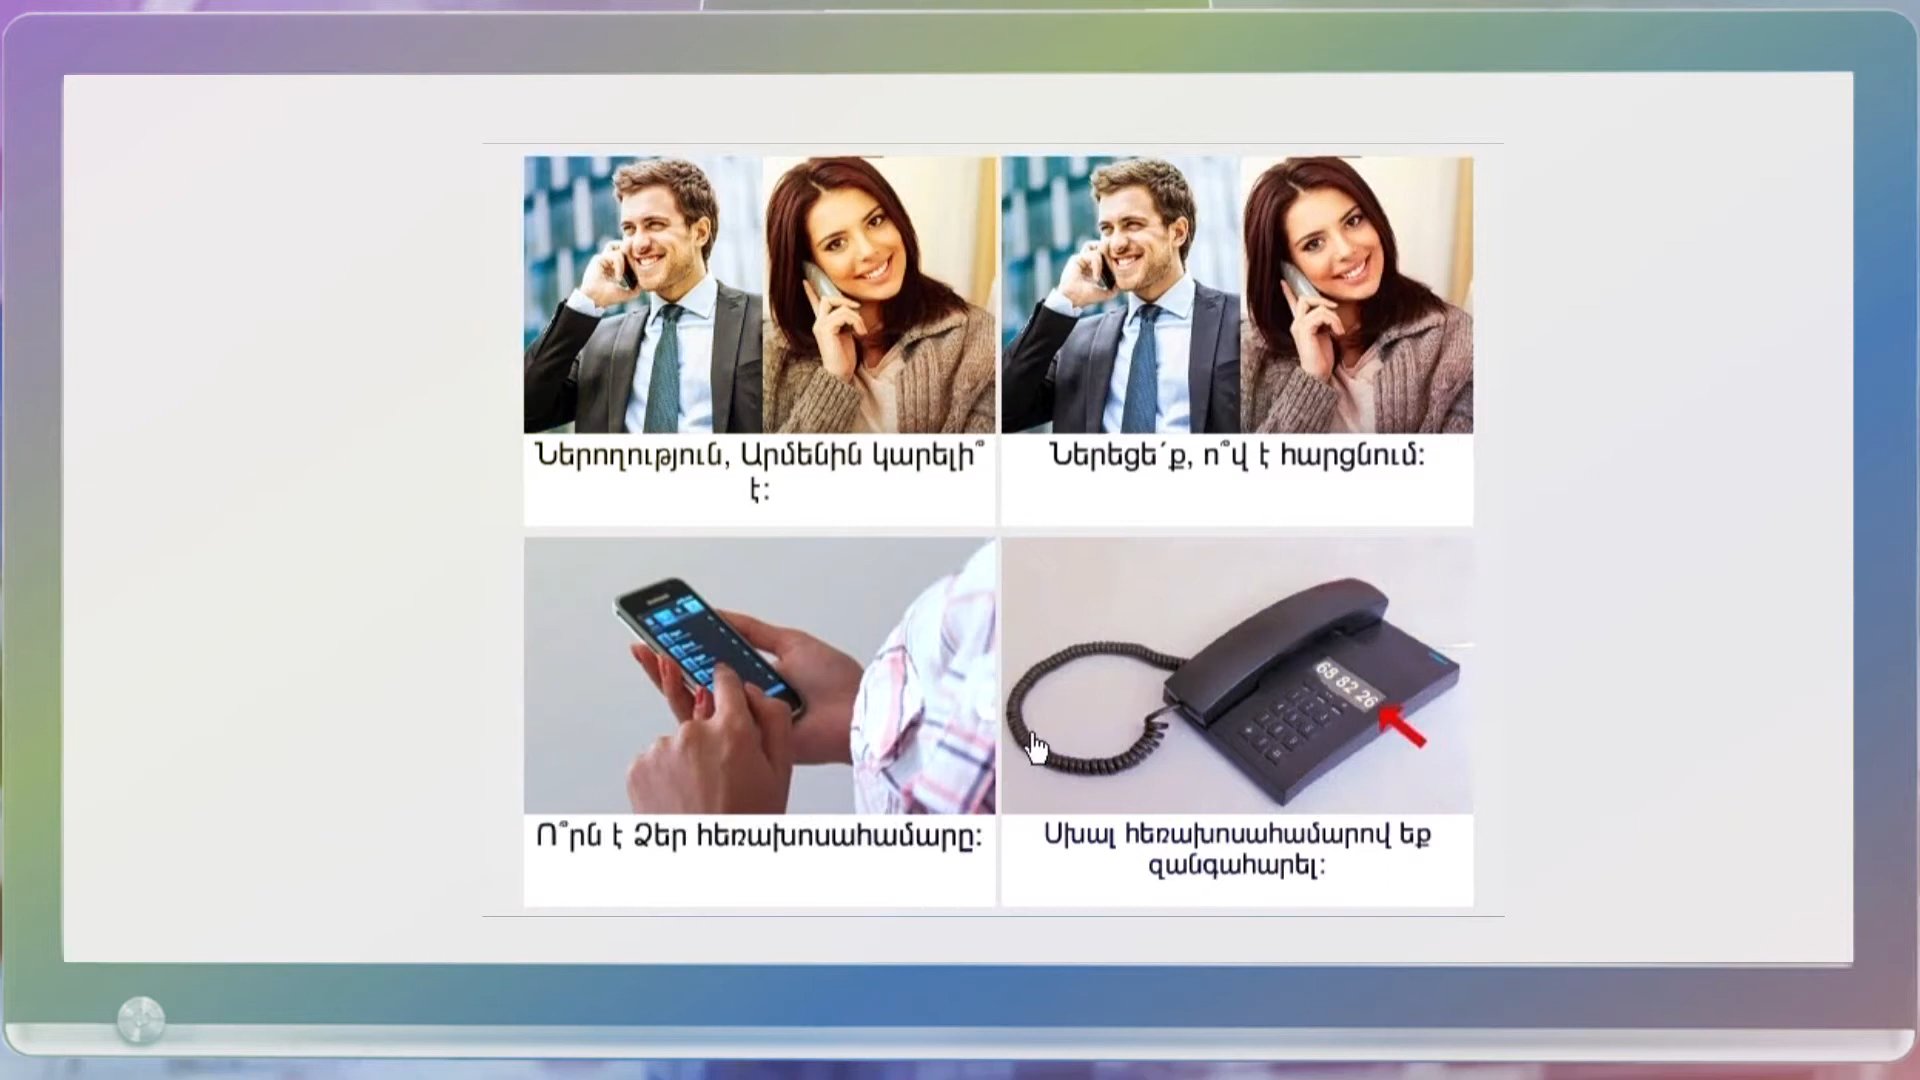 Ներողություն, Արմենին կարելի՞
է:
Ներեցե՛ք, ո՞վ է հարցնում:
68 82 26
Ո՞րն է Ձեր հեռախոսահամարը:
Սխալ հեռախոսահամարով եք
զանգահարել: